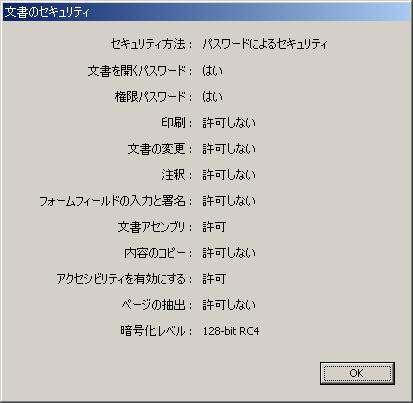 文書のセキュリティ
セキュリティ方法： パスワードによるセキュリティ
文書を開くパスワード： はい
権限パスワード： はい
印刷： 許可しない
文書の変更： 許可しない
注釈： 許可しない
フォームフィールドの入力と署名： 許可しない
文書アセンブリ： 許可
内容のコピー： 許可しない
アクセシビリティを有効にする： 許可
ページの抽出： 許可しない
暗号化レベル： 128-bit RC4
OK